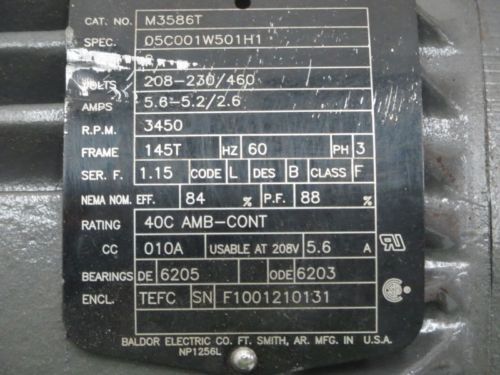 CAT. NO. M3586T
SPEC. 05C001W501H1
VOLTS 208-230/460
AMPS 5.6-5.2/2.6
R.P.M. 3450
FRAME 145T HZ 60 PH 3
SER. F. 1.15 CODE L DES B CLASS F
NEMA NOM. EFF. 84 % P.F. 88 %
RATING 40C AMB-CONT
CC 010A USABLE AT 208V 5.6 A
BEARINGS DE 6205 ODE 6203
ENCL. TEFC SN F1001210131
BALDOR ELECTRIC CO. FT. SMITH, AR. MFG. IN U.S.A.
NP1256L